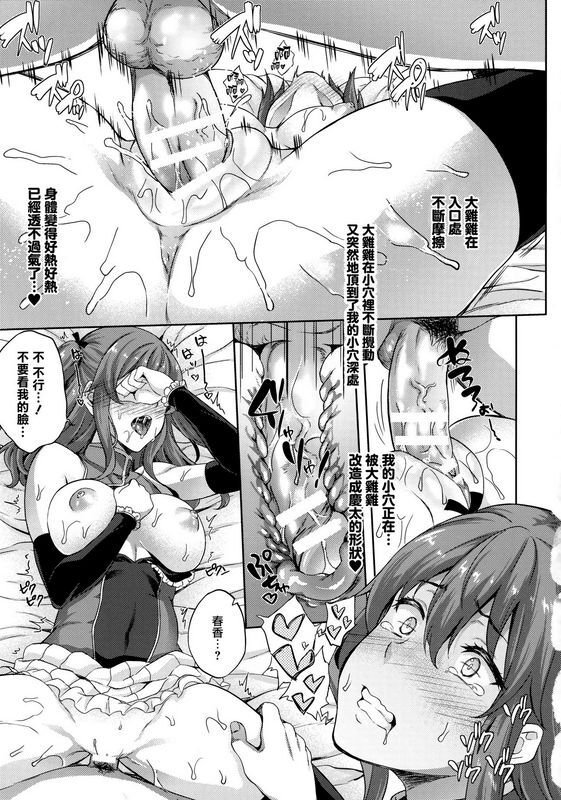 大雞雞在
入口處
不斷摩擦
大雞雞在小穴裡不斷攪動
又突然地頂到了我的小穴深處
身體變得好熱好熱
已經透不過氣了…♥
我的小穴正在…
被大雞雞
改造成慶太的形狀♥
不 不行…！
不要看我的臉…
春香…？